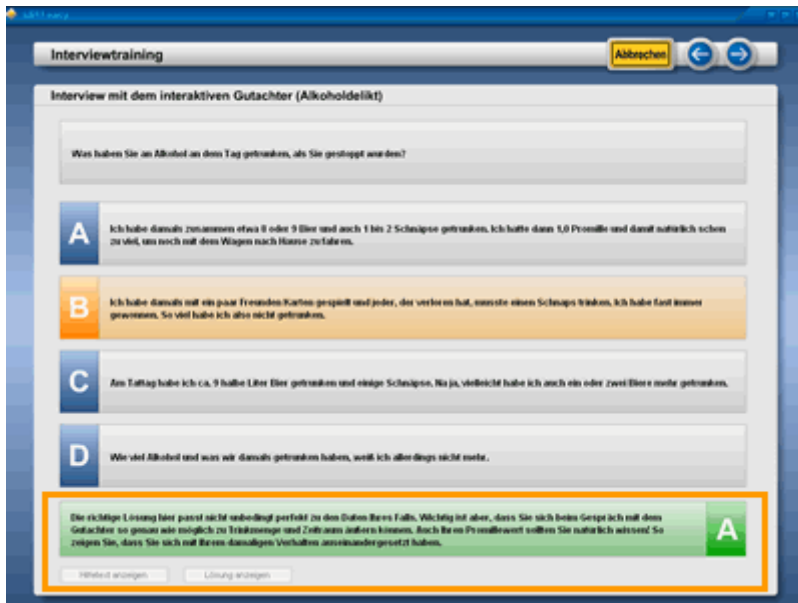 Interviewtraining
Abbrechen
Interview mit dem interaktiven Gutachter (Alkoholdelikt)
Was haben Sie an Alkohol an dem Tag getrunken, als Sie gestoppt wurden?
A
Ich habe damals zusammen etwa 8 oder 9 Bier und auch 1 bis 2 Schnäpse getrunken. Ich hatte dann 1,0 Promille und damit natürlich schon
zu viel, um noch mit dem Wagen nach Hause zu fahren.
B
Ich habe damals mit ein paar Freunden Karten gespielt und jeder, der verloren hat, musste einen Schnaps trinken. Ich habe fast immer
gewonnen. So viel habe ich also nicht getrunken.
C
Am Tattag habe ich ca. 9 halbe Liter Bier getrunken und einige Schnäpse. Na ja, vielleicht habe ich auch ein oder zwei Biere mehr getrunken.
D
Wie viel Alkohol und was wir damals getrunken haben, weiß ich allerdings nicht mehr.
Die richtige Lösung hier passt nicht unbedingt perfekt zu den Daten Ihres Falls. Wichtig ist aber, dass Sie sich beim Gespräch mit dem
Gutachter so genau wie möglich zu Trinkmenge und Zeitraum äußern können. Auch Ihren Promillewert sollten Sie natürlich wissen! So
zeigen Sie, dass Sie sich mit Ihrem damaligen Verhalten auseinandergesetzt haben.
A
Hilfetext anzeigen
Lösung anzeigen